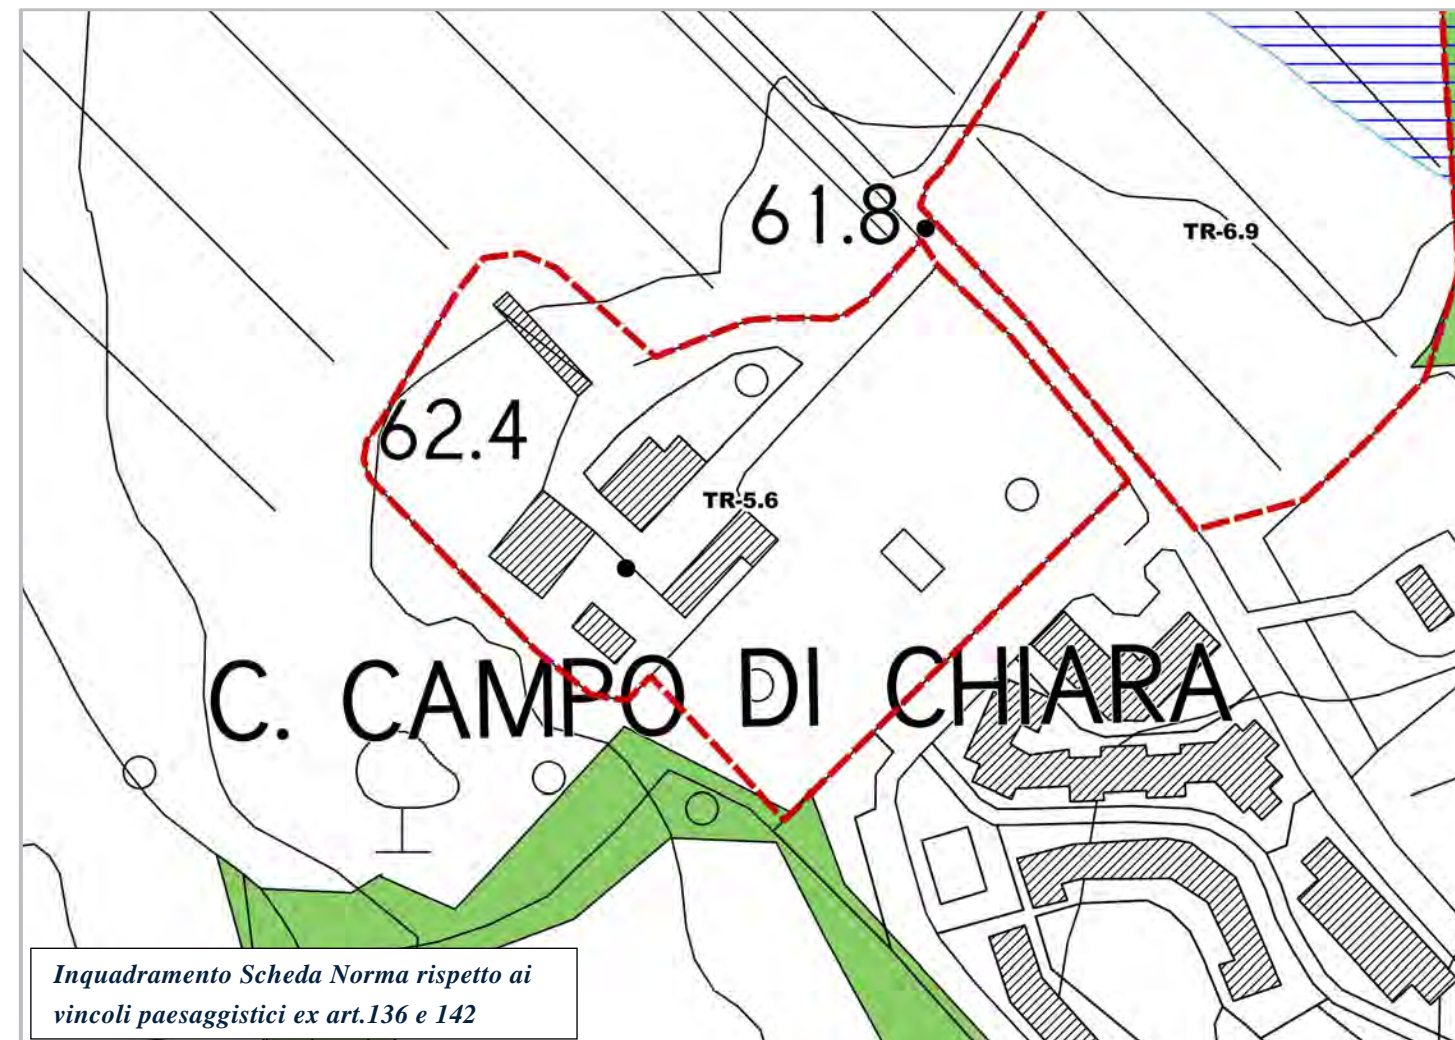 61.8
TR-6.9
62.4
TR-5.6
C. CAMPO DI CHIARA
Inquadramento Scheda Norma rispetto ai
vincoli paesaggistici ex art.136 e 142